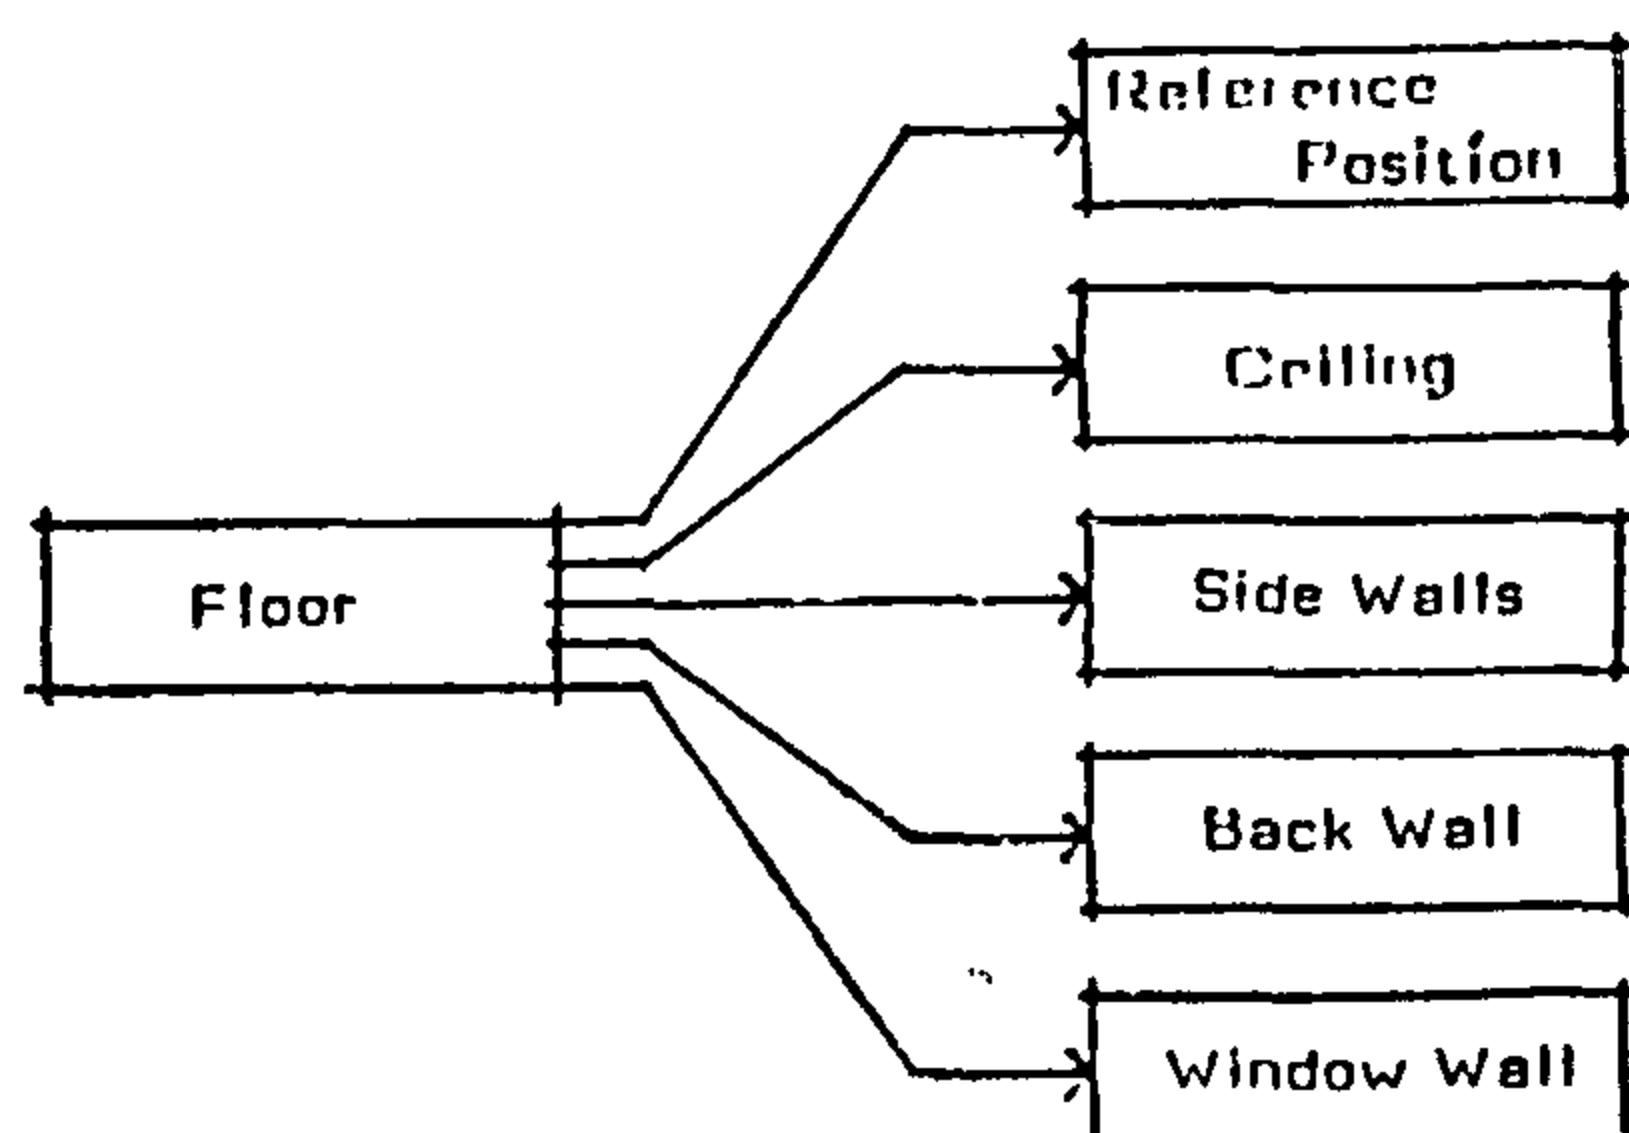 Reference
Position
Ceiling
Floor
Side Walls
Back Wall
Window Wall